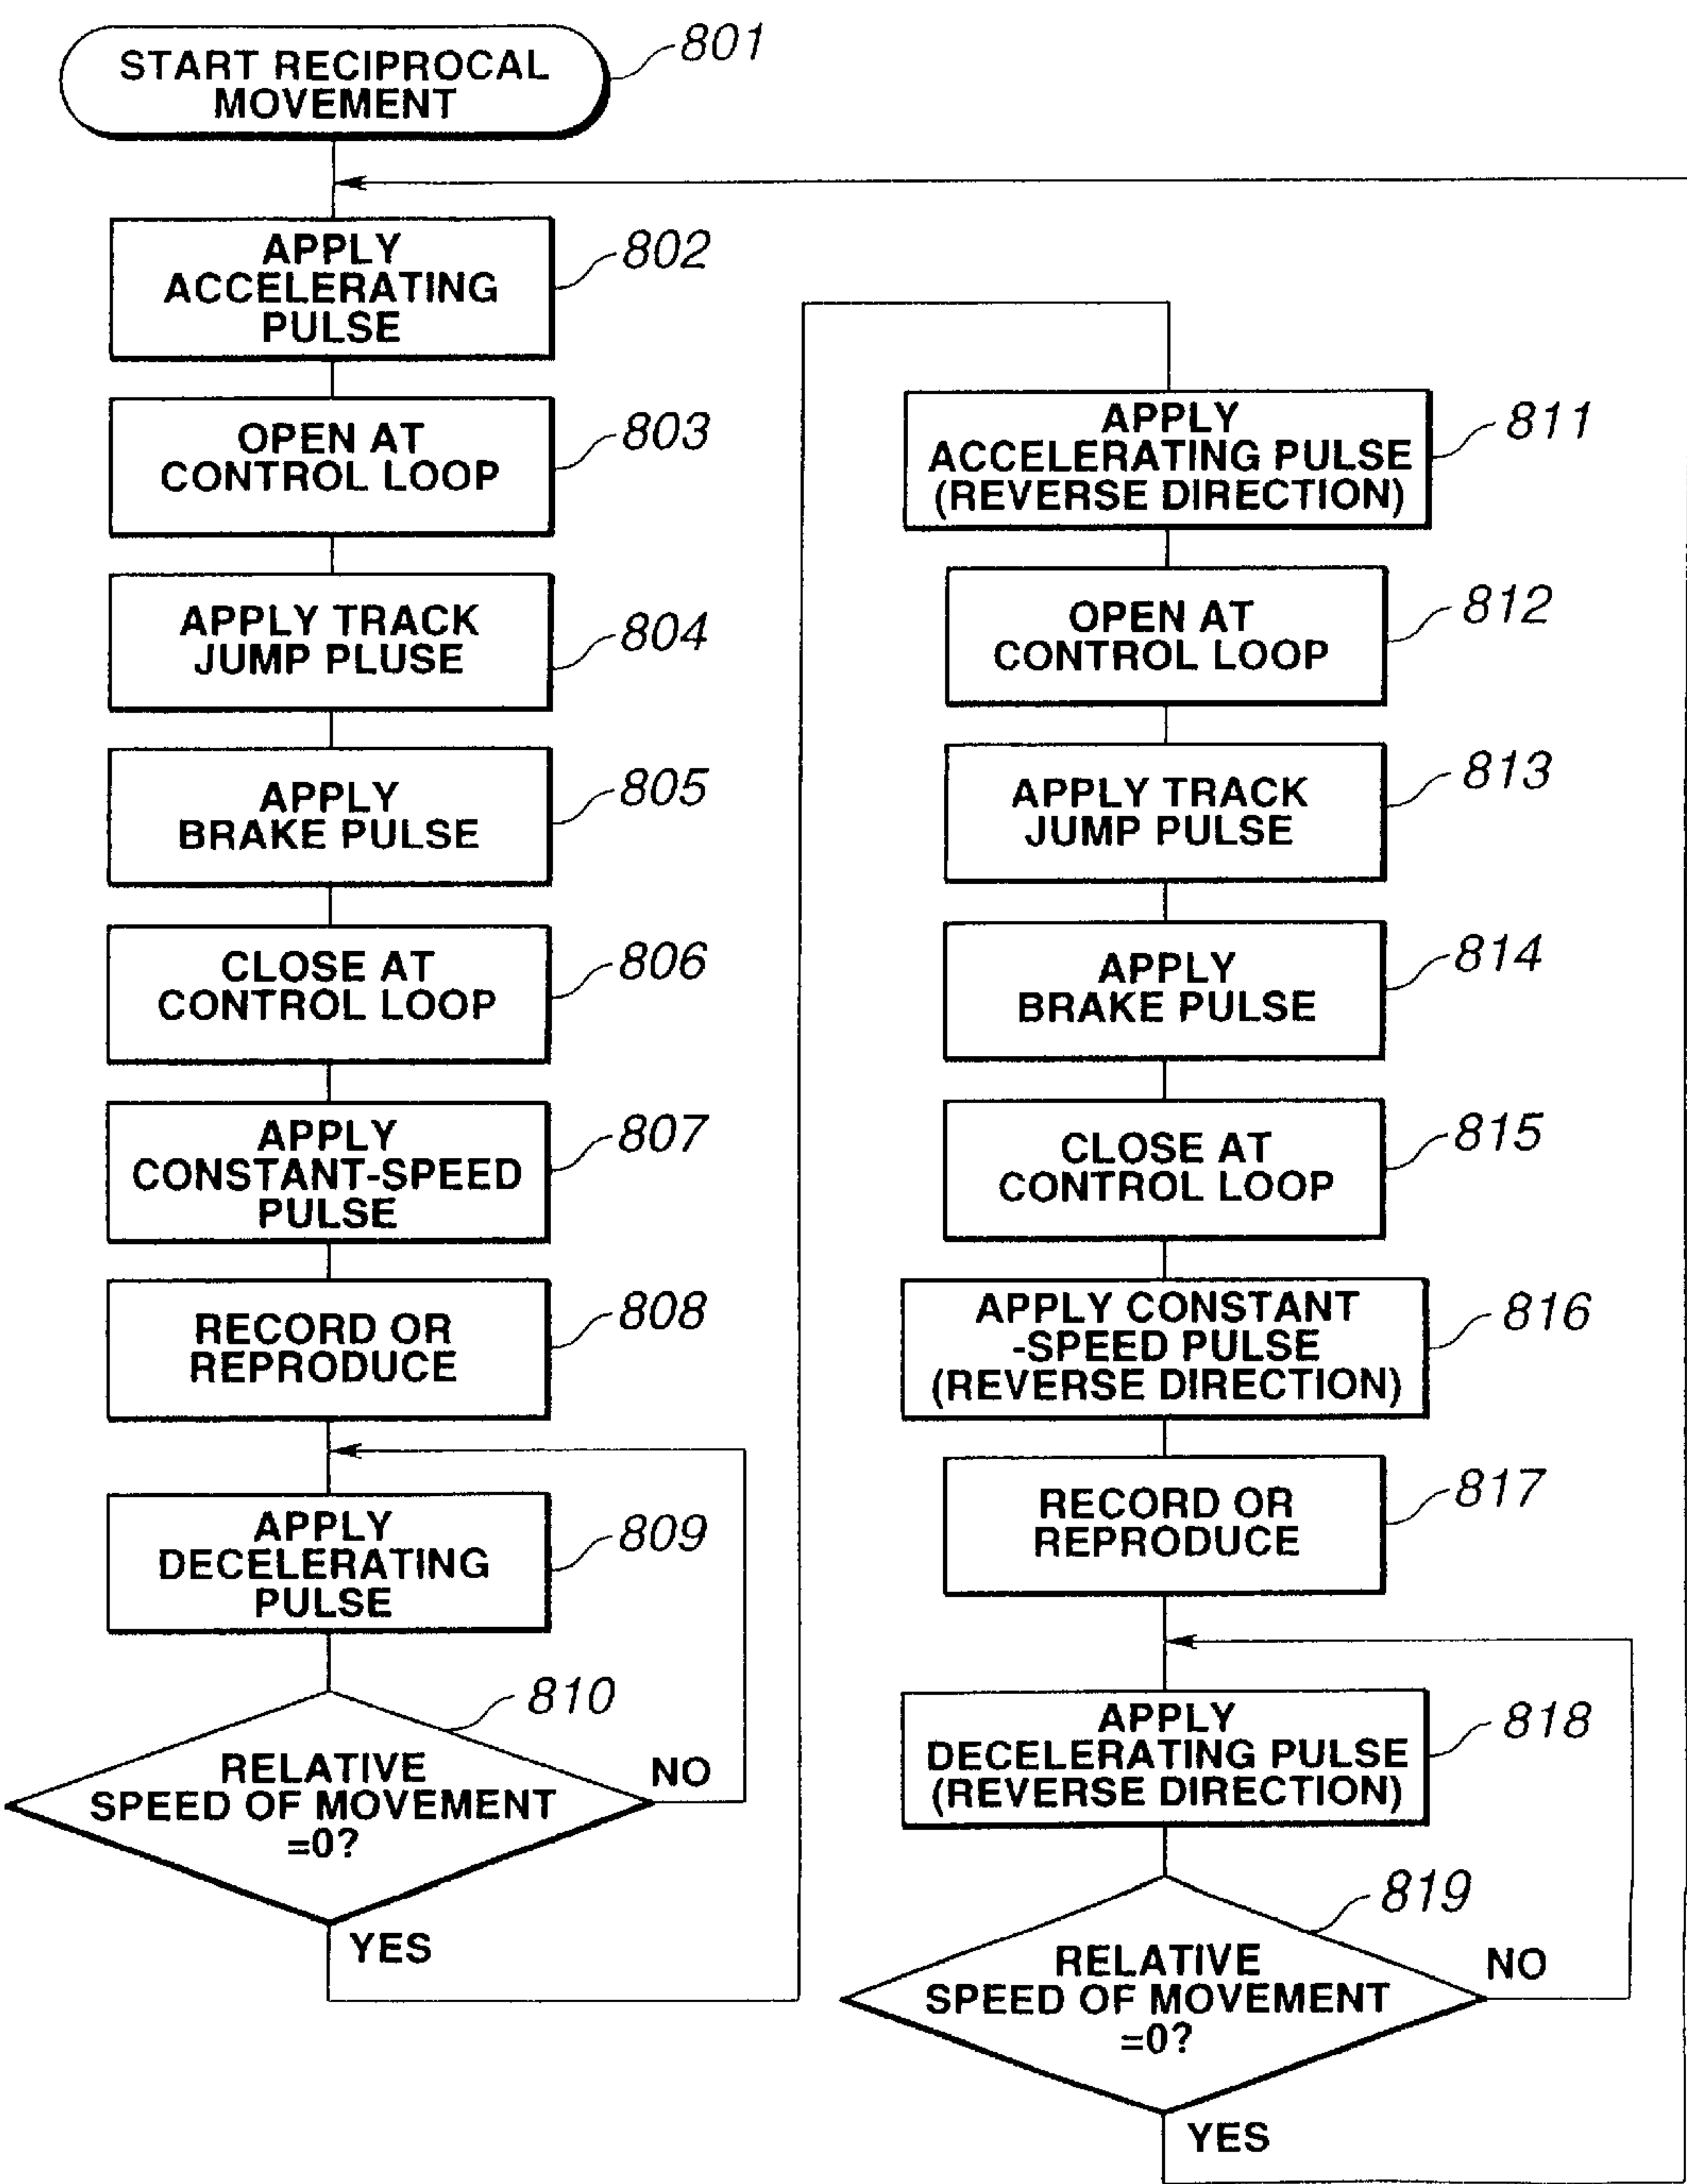 START RECIPROCAL
MOVEMENT
801
APPLY
ACCELERATING
PULSE
802
OPEN AT
CONTROL LOOP
803
APPLY TRACK
JUMP PLUSE
804
APPLY
BRAKE PULSE
805
CLOSE AT
CONTROL LOOP
806
APPLY
CONSTANT-SPEED
PULSE
807
RECORD OR
REPRODUCE
808
APPLY
DECELERATING
PULSE
809
RELATIVE
SPEED OF MOVEMENT
=0?
810
NO
YES
APPLY
ACCELERATING PULSE
(REVERSE DIRECTION)
811
OPEN AT
CONTROL LOOP
812
APPLY TRACK
JUMP PULSE
813
APPLY
BRAKE PULSE
814
CLOSE AT
CONTROL LOOP
815
APPLY CONSTANT
-SPEED PULSE
(REVERSE DIRECTION)
816
RECORD OR
REPRODUCE
817
APPLY
DECELERATING PULSE
(REVERSE DIRECTION)
818
RELATIVE
SPEED OF MOVEMENT
=0?
819
NO
YES